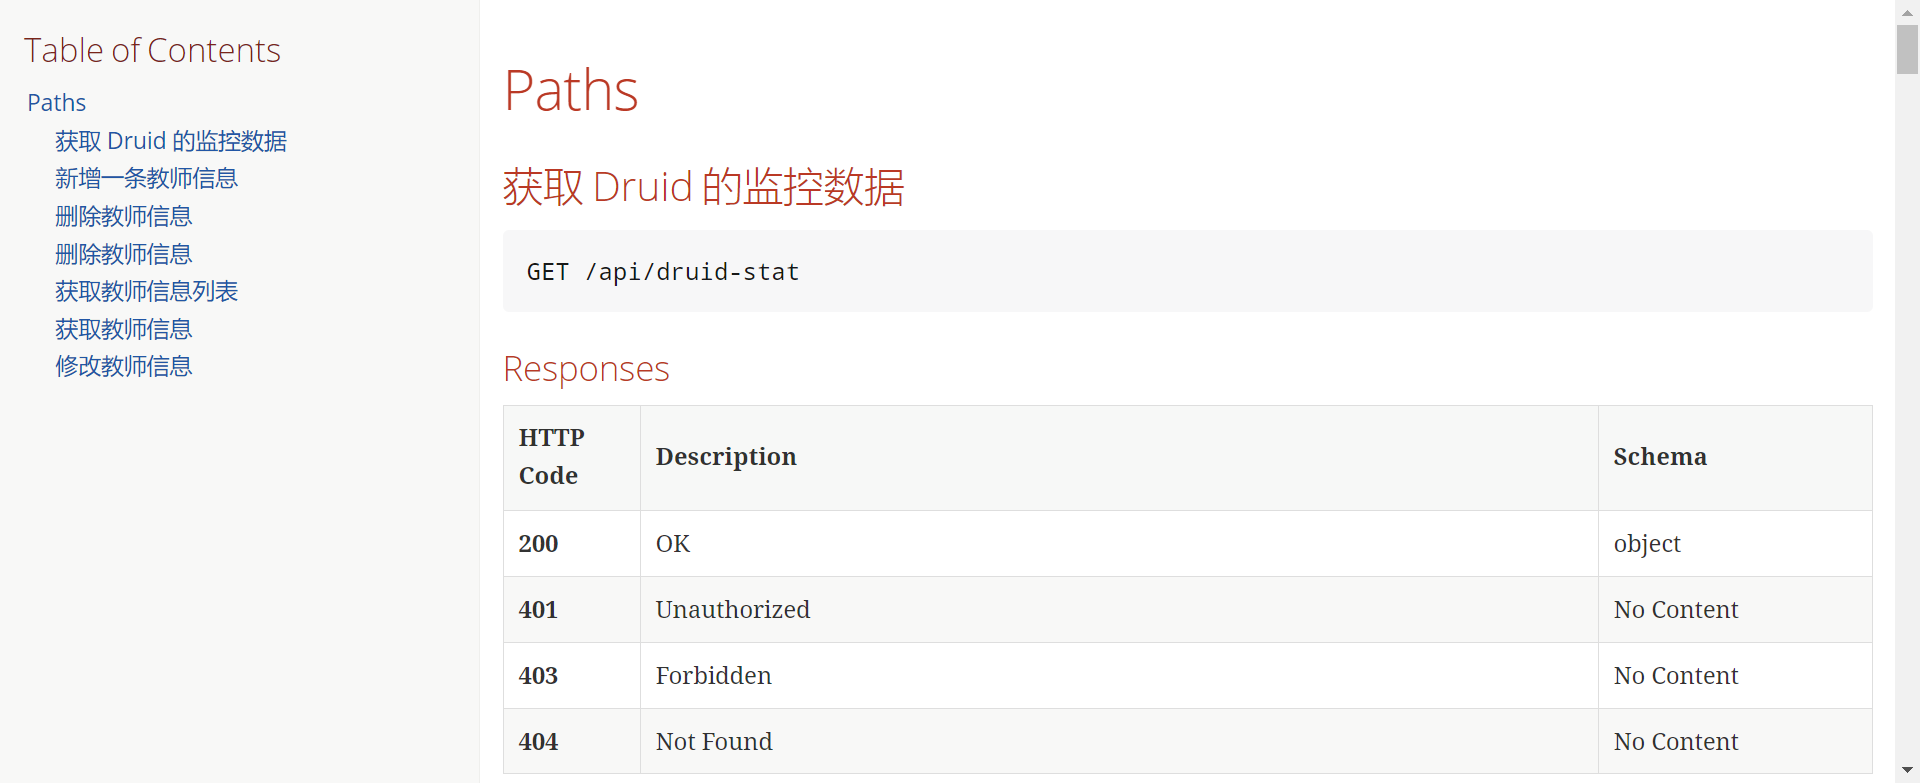 Table of Contents
Paths
获取 Druid 的监控数据
新增一条教师信息
删除教师信息
删除教师信息
获取教师信息列表
获取教师信息
修改教师信息
Paths
获取 Druid 的监控数据
GET /api/druid-stat
Responses
HTTP Code Description Schema
200 OK object
401 Unauthorized No Content
403 Forbidden No Content
404 Not Found No Content